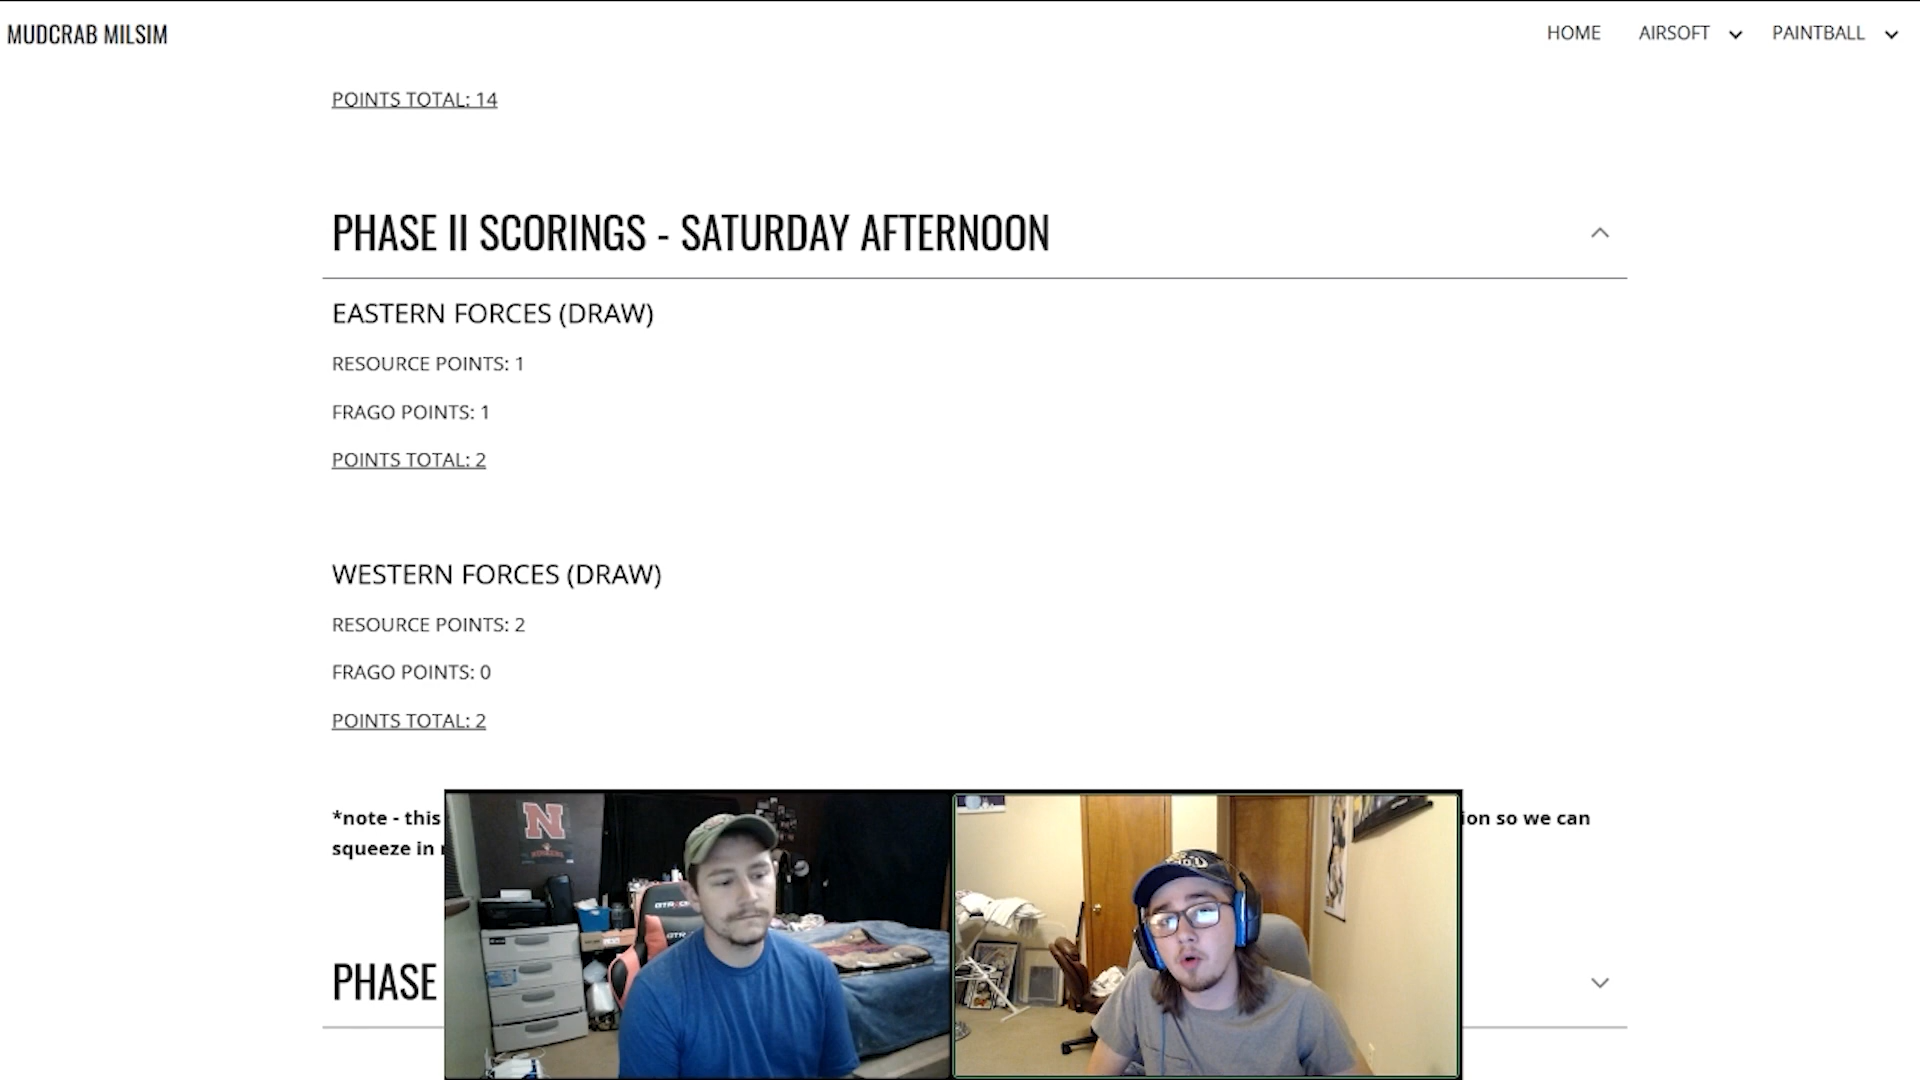 MUDCRAB MILSIM
HOME AIRSOFT PAINTBALL
POINTS TOTAL: 14
PHASE II SCORINGS - SATURDAY AFTERNOON
EASTERN FORCES (DRAW)
RESOURCE POINTS: 1
FRAGO POINTS: 1
POINTS TOTAL: 2
WESTERN FORCES (DRAW)
RESOURCE POINTS: 2
FRAGO POINTS: 0
POINTS TOTAL: 2
*note - this ion so we can
squeeze in
PHASE
N